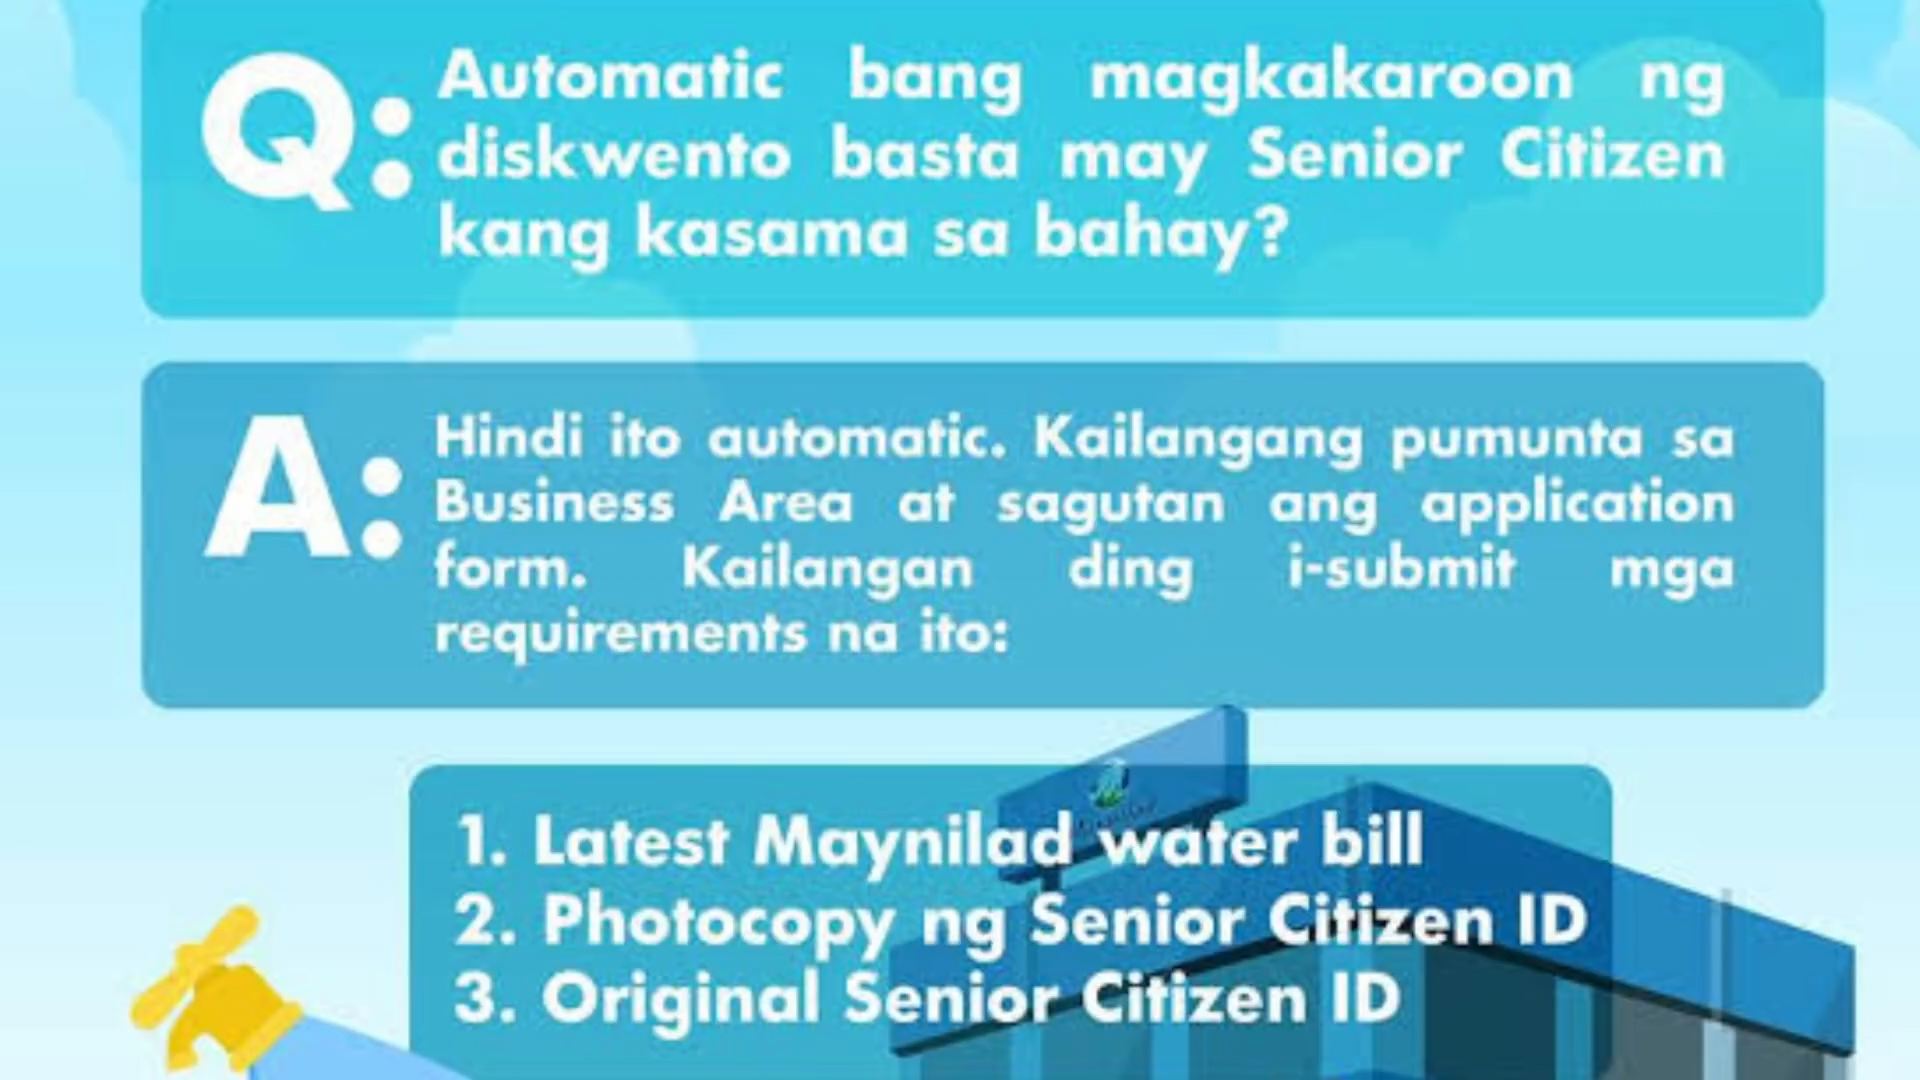 Q: Automatic bang magkakaroon ng
diskwento basta may Senior Citizen
kang kasama sa bahay?
A: Hindi ito automatic. Kailangang pumunta sa
Business Area at sagutan ang application
form. Kailangan ding i-submit mga
requirements na ito:
1. Latest Maynilad water bill
2. Photocopy ng Senior Citizen ID
3. Original Senior Citizen ID